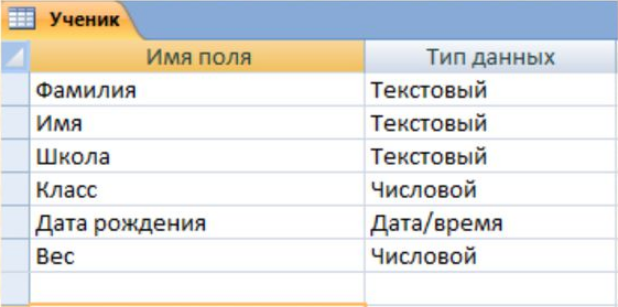 Ученик
Имя поля Тип данных
Фамилия Текстовый
Имя Текстовый
Школа Текстовый
Класс Числовой
Дата рождения Дата/время
Вес Числовой